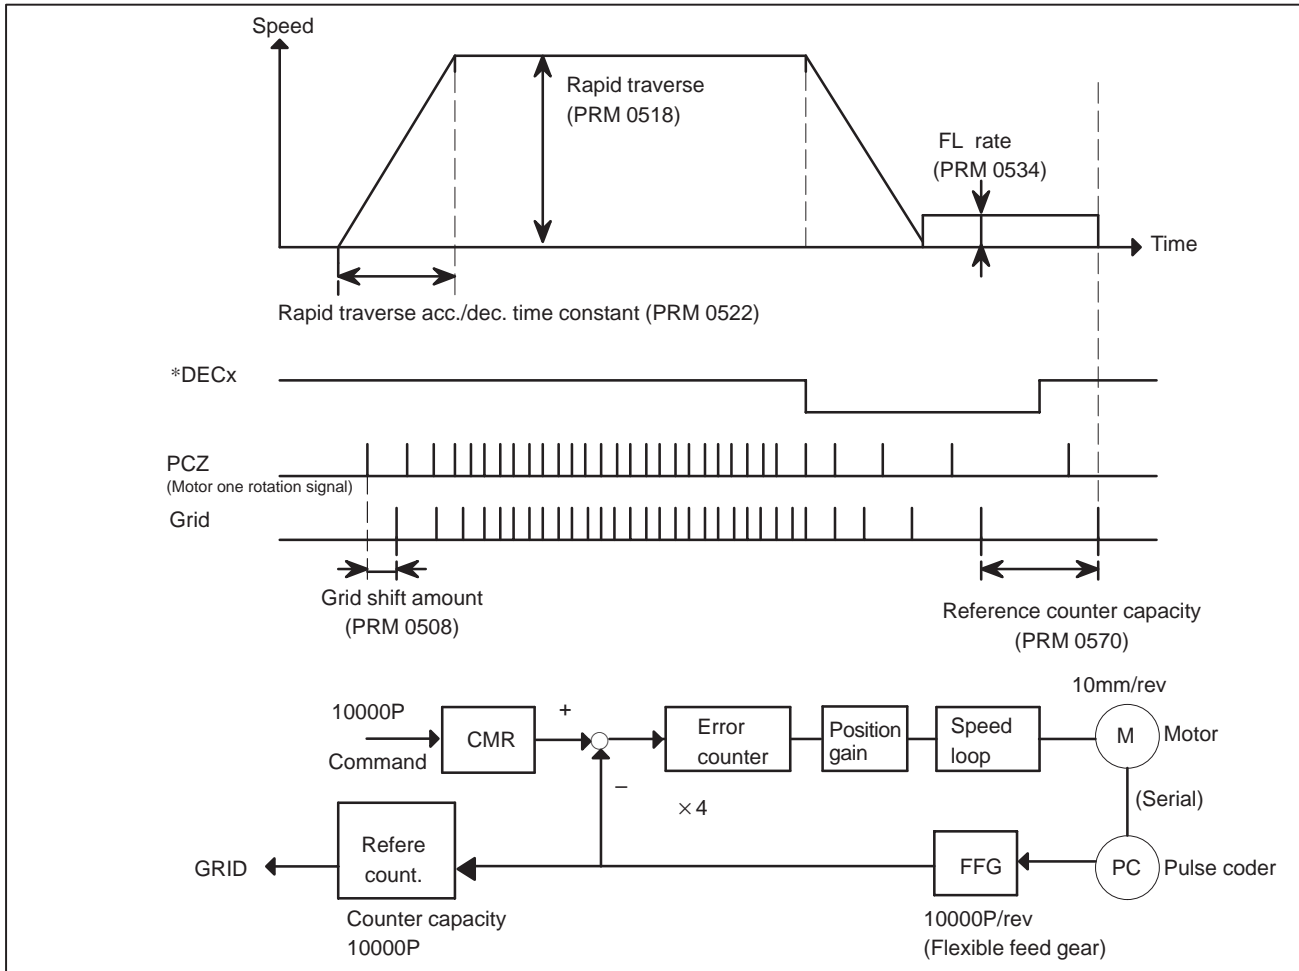 Speed
Rapid traverse
(PRM 0518)
FL rate
(PRM 0534)
Time
Rapid traverse acc./dec. time constant (PRM 0522)
*DECx
PCZ
(Motor one rotation signal)
Grid
Grid shift amount
(PRM 0508)
Reference counter capacity
(PRM 0570)
10mm/rev
10000P
Command
CMR
+
−
Error
counter
×4
Position
gain
Speed
loop
M
Motor
(Serial)
GRID
Refere
count.
Counter capacity
10000P
FFG
10000P/rev
(Flexible feed gear)
PC
Pulse coder